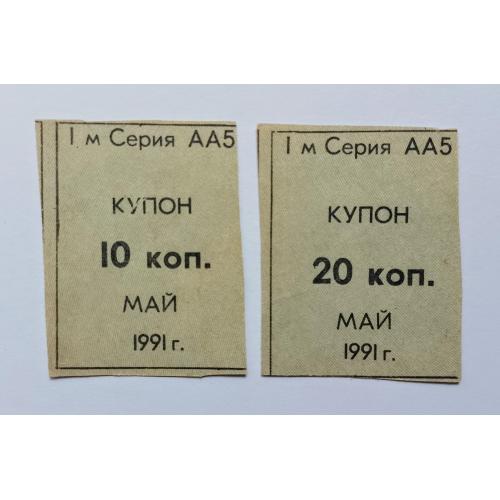 1 м Серия АА5
КУПОН
10 коп.
МАЙ
1991 г.
1 м Серия АА5
КУПОН
20 коп.
МАЙ
1991 г.